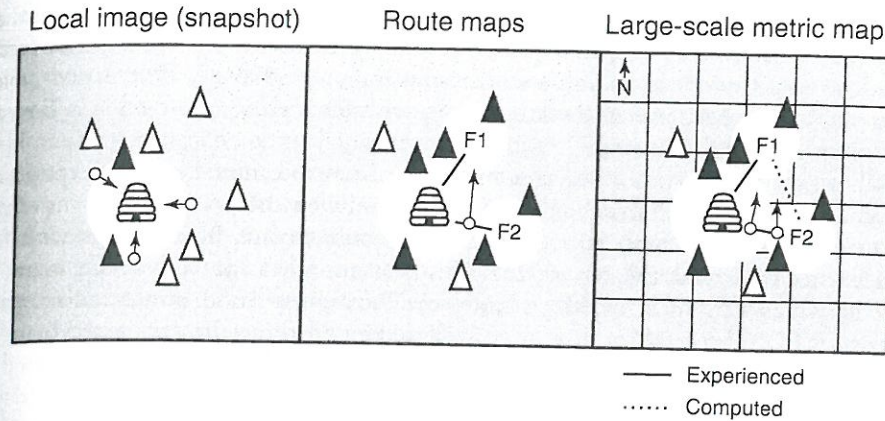 Local image (snapshot)
Route maps
Large-scale metric map
F1
F2
N
F1
F2
Experienced
Computed